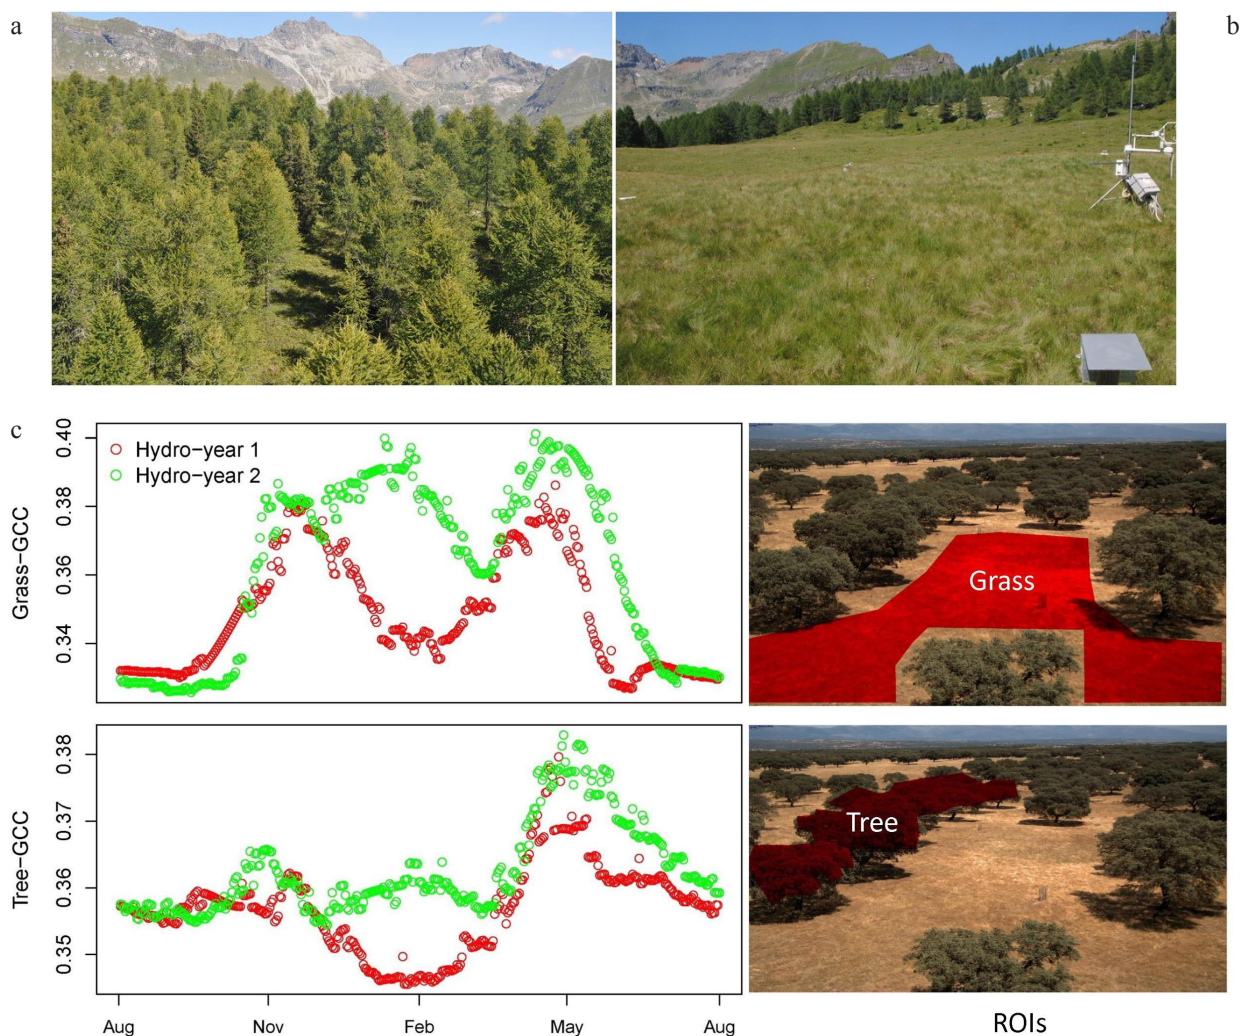 a
b
c
Hydro-year 1
Hydro-year 2
Grass-GCC
0.40
0.38
0.36
0.34
Grass
Tree-GCC
0.38
0.37
0.36
0.35
Tree
Aug
Nov
Feb
May
Aug
ROIs